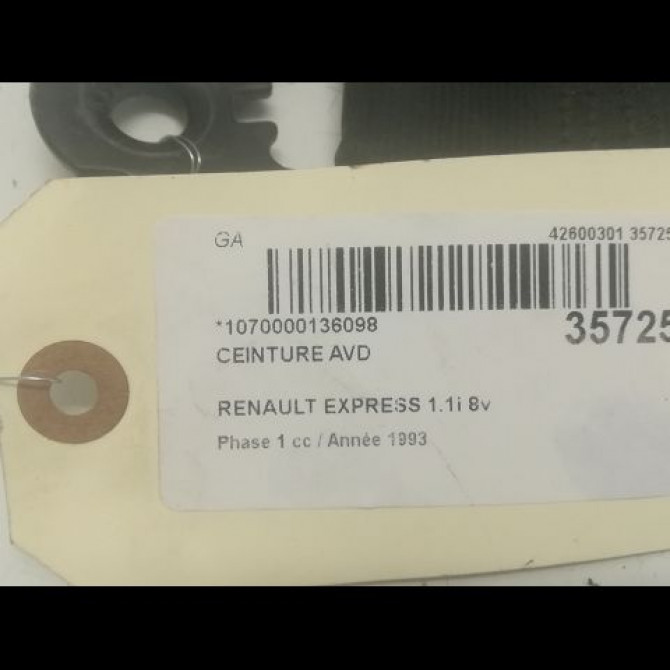 GA
42600301 35725
*1070000136098
35725
CEINTURE AVD
RENAULT EXPRESS 1.1i 8v
Phase 1 cc / Année 1993